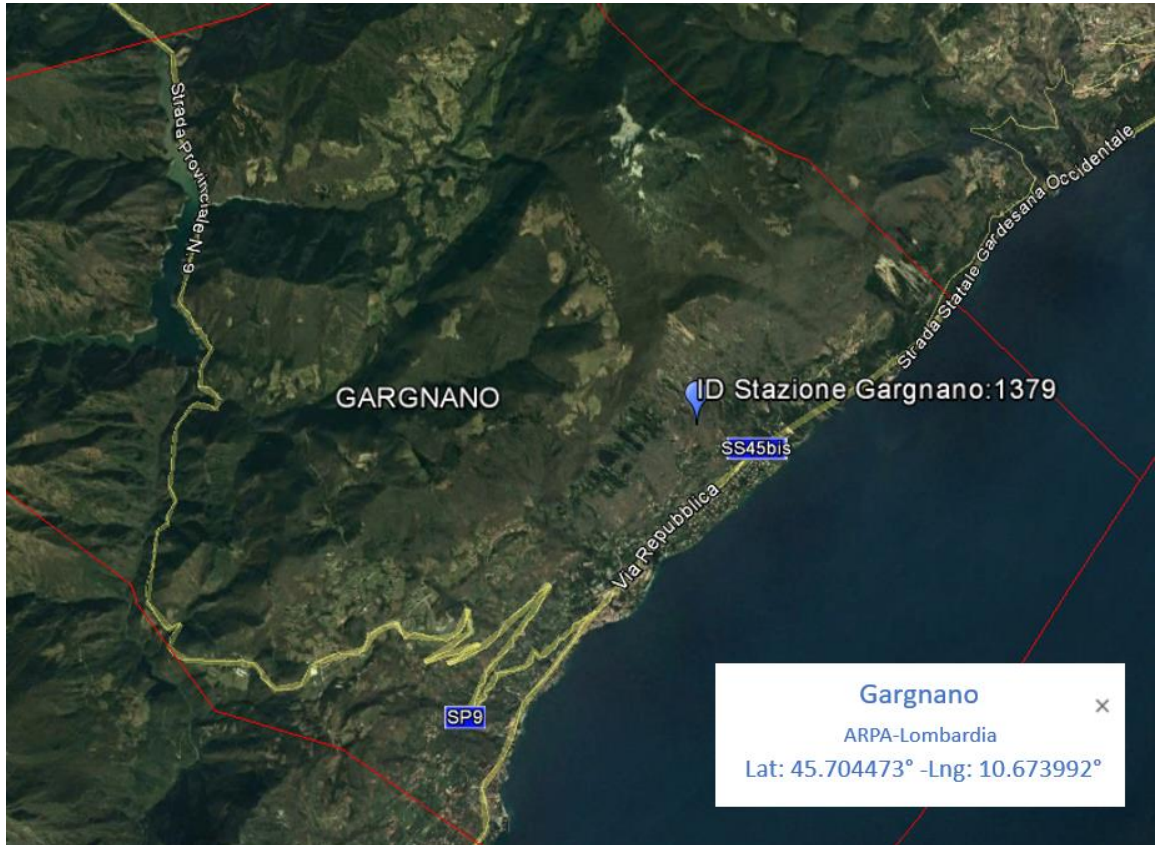 Strada Provinciale N. 9
Strada Statale Gardesana Occidentale
GARGNANO
ID Stazione Gargnano:1379
SS45bis
Via Repubblica
SP9
Gargnano
×
ARPA-Lombardia
Lat: 45.704473° -Lng: 10.673992°